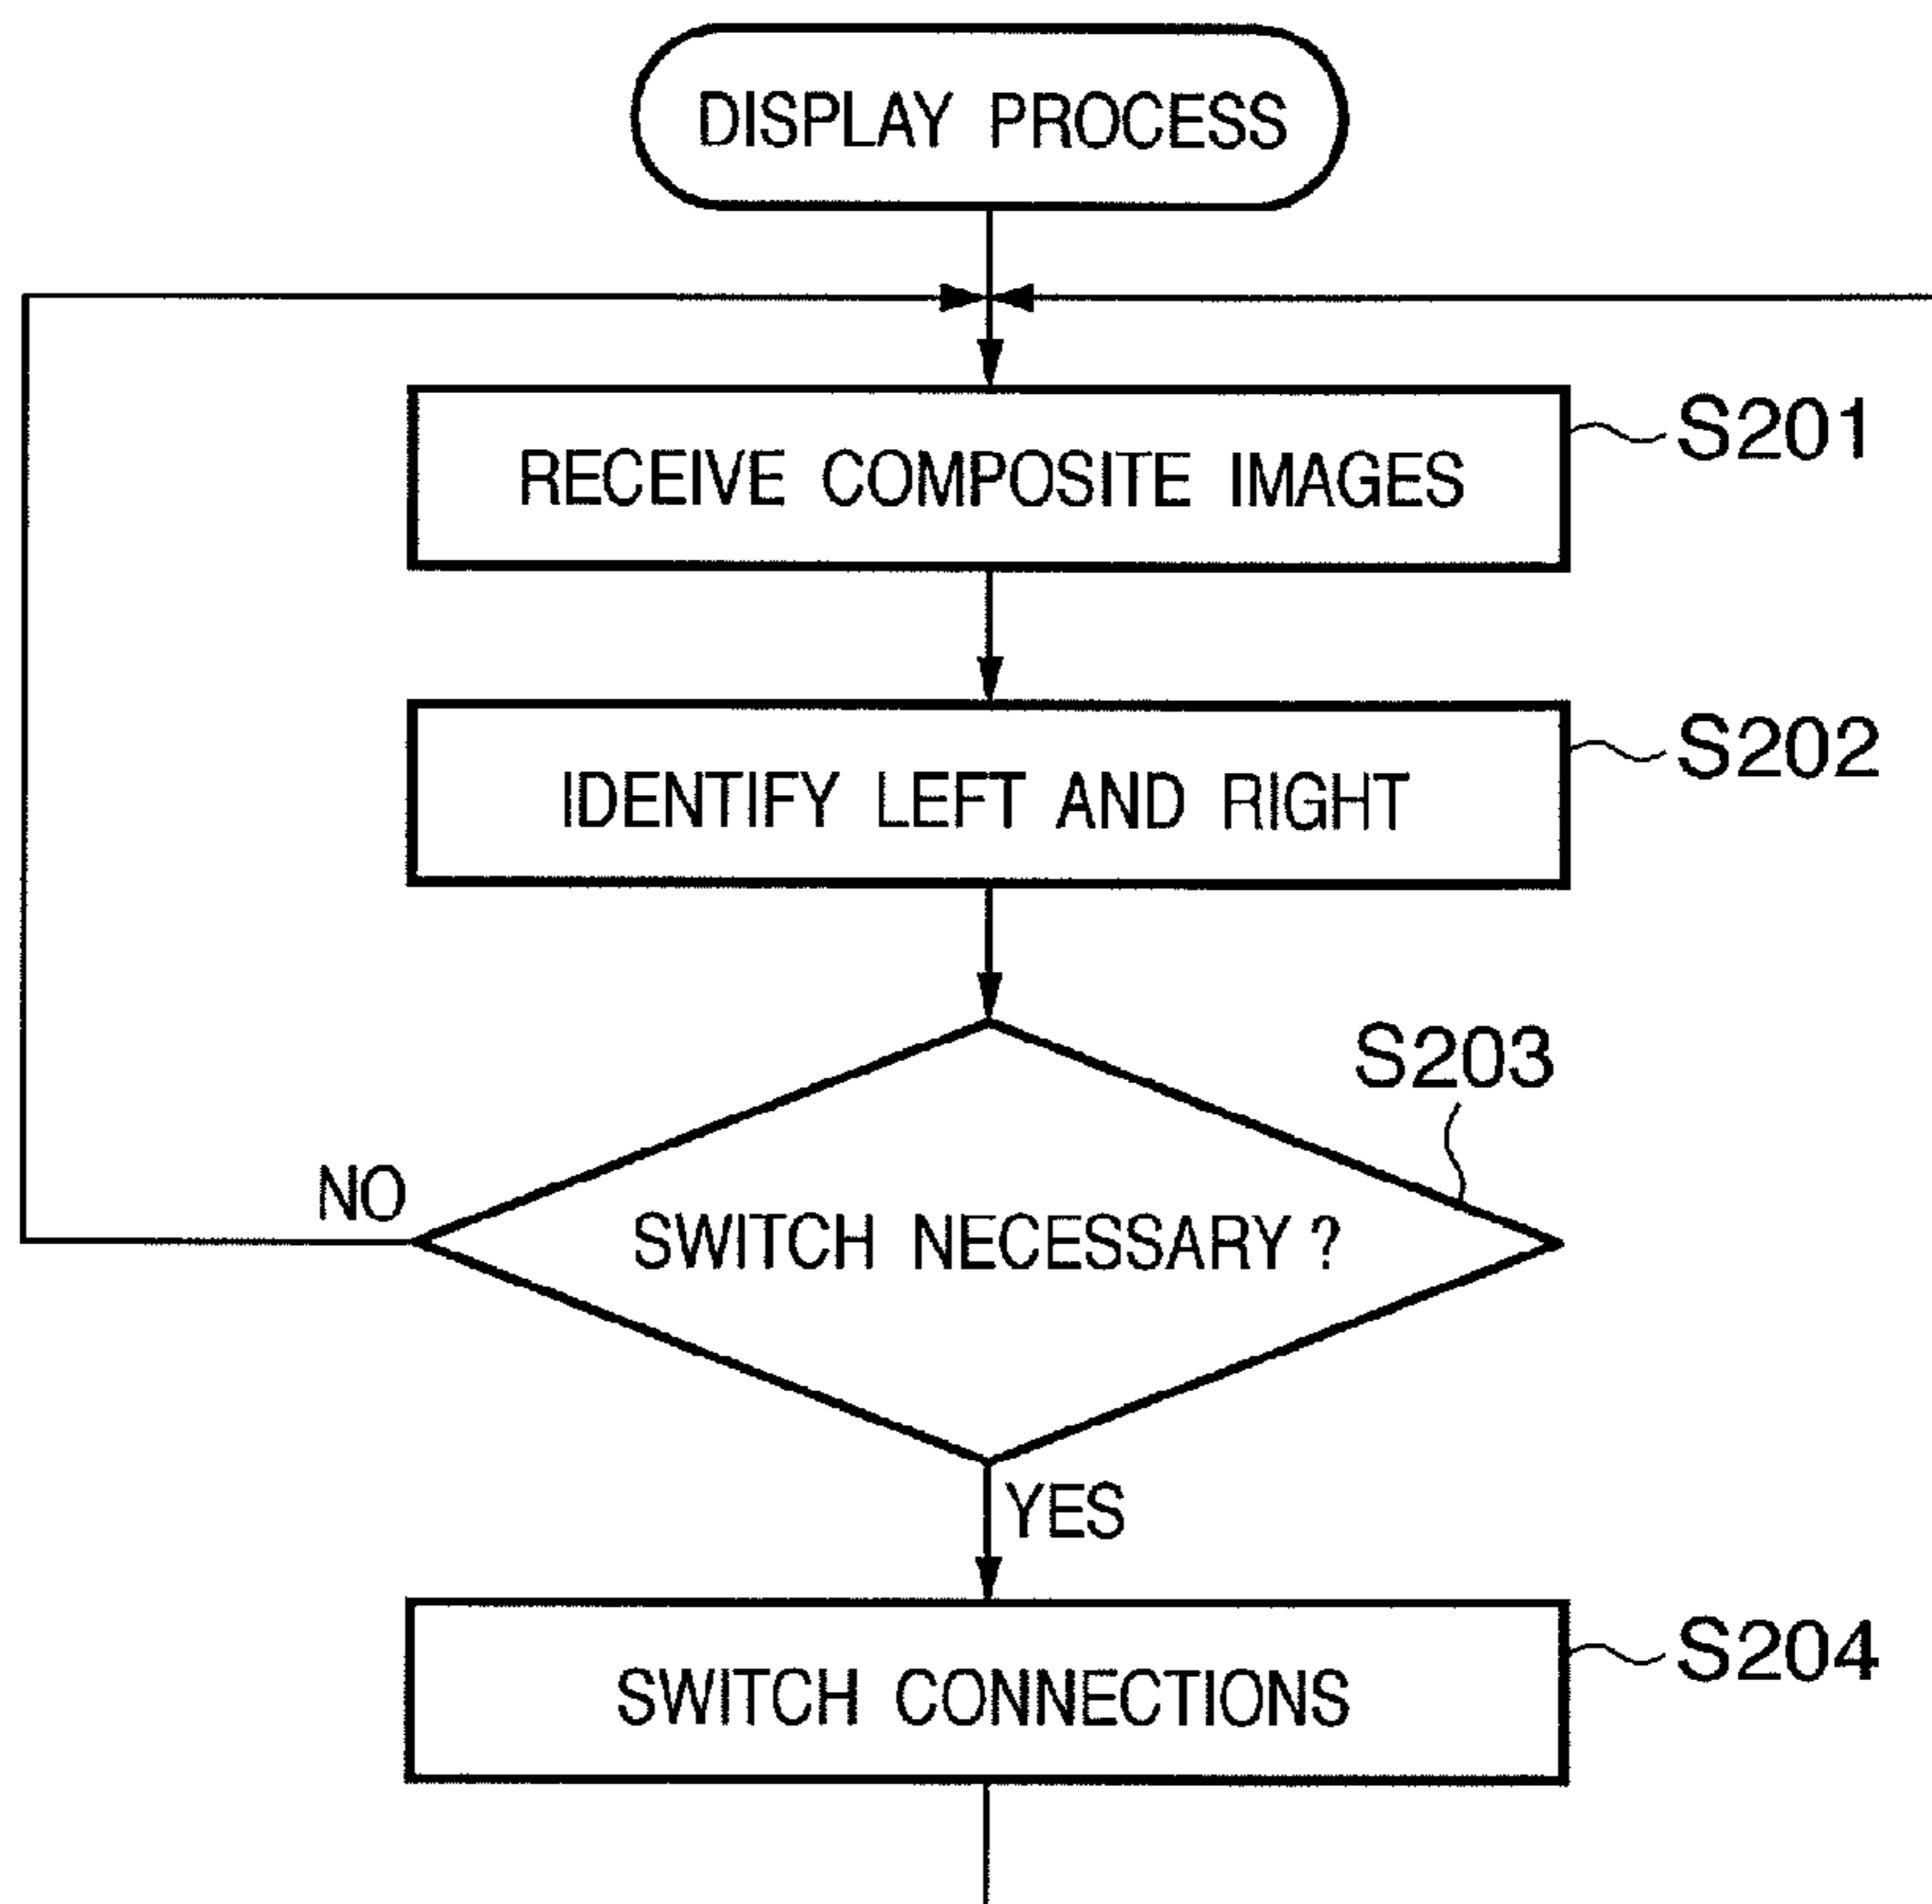 DISPLAY PROCESS
RECEIVE COMPOSITE IMAGES
S201
IDENTIFY LEFT AND RIGHT
S202
S203
NO
SWITCH NECESSARY ?
YES
SWITCH CONNECTIONS
S204